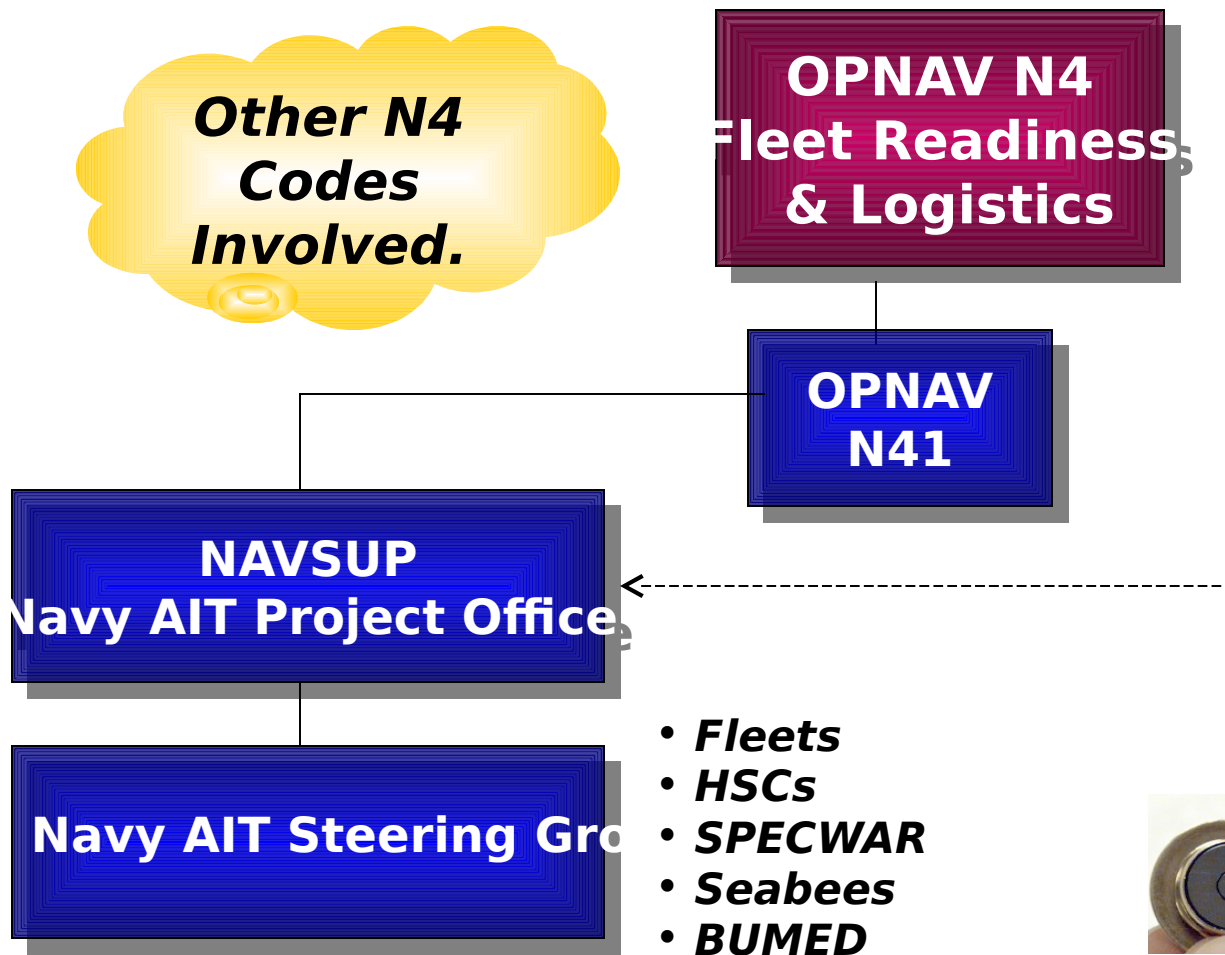 Other N4
Codes
Involved.
OPNAV N4
Fleet Readiness
& Logistics
OPNAV
N41
NAVSUP
Navy AIT Project Office
Navy AIT Steering
• Fleets
• HSCs
• SPECWAR
• Seabees
• BUMED